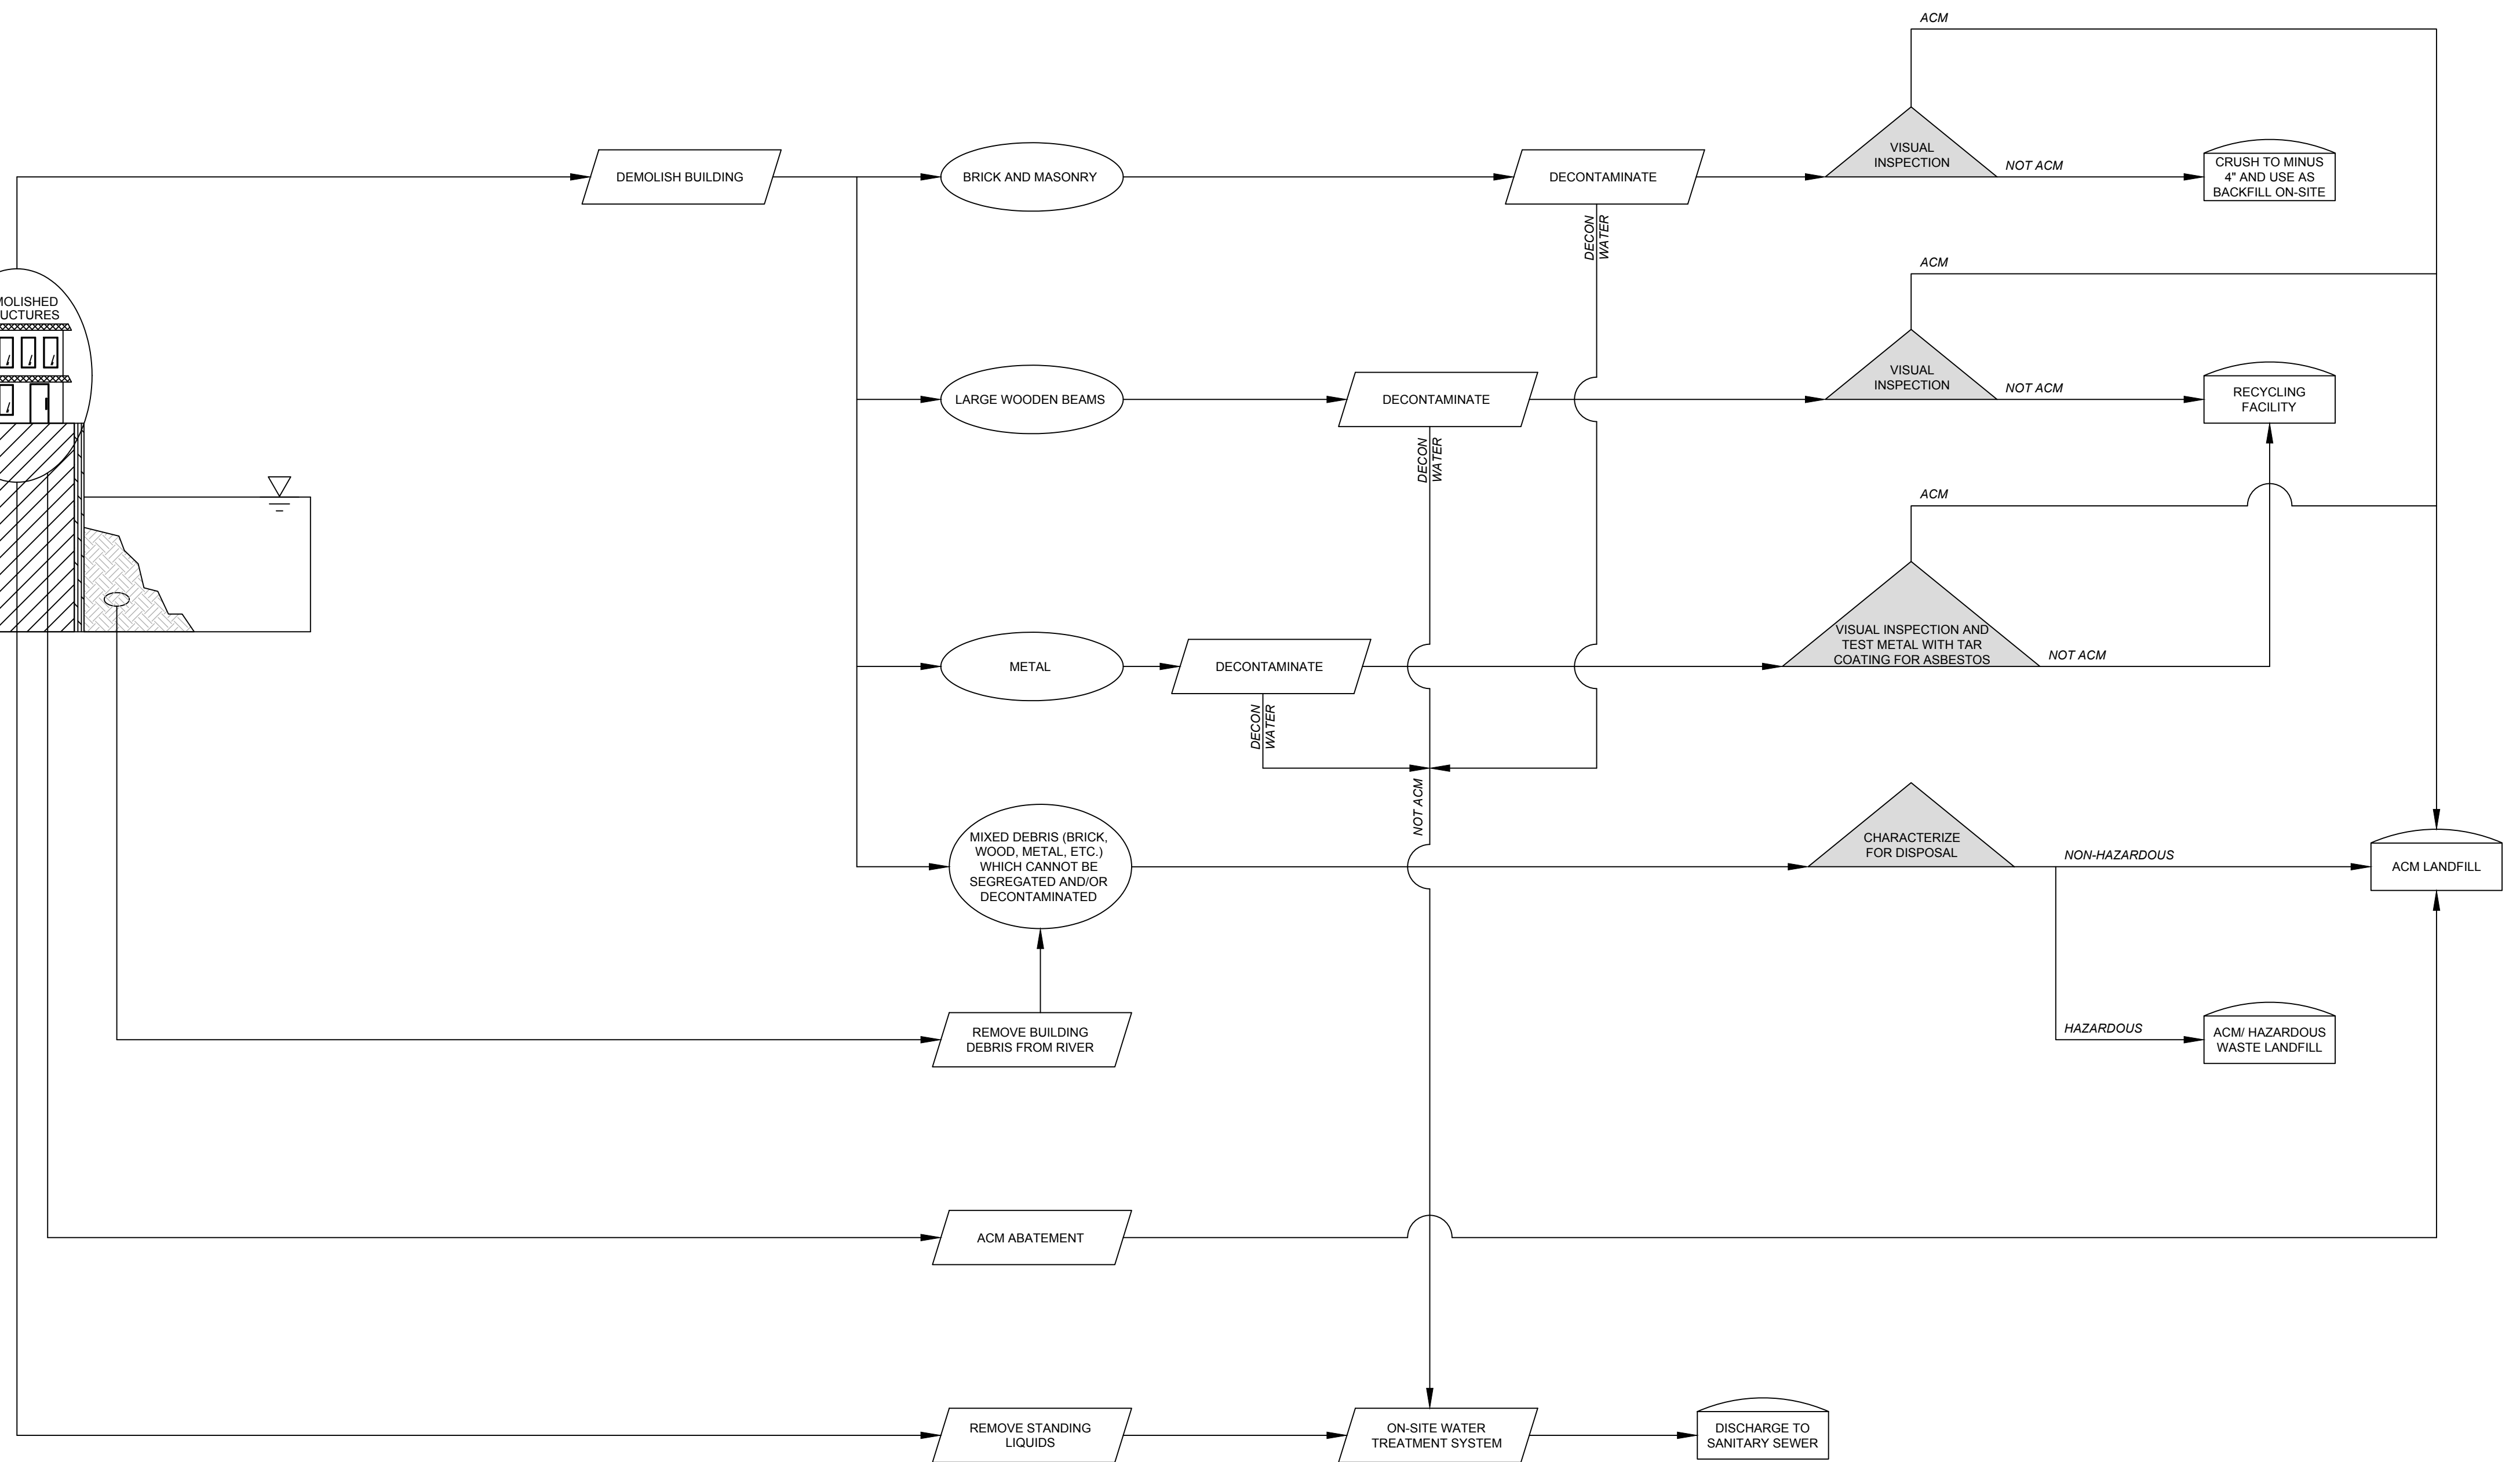 ACM
DEMOLISH BUILDING
BRICK AND MASONRY
DECONTAMINATE
VISUAL
INSPECTION
NOT ACM
CRUSH TO MINUS
4" AND USE AS
BACKFILL ON-SITE
DECON
WATER
ACM
MOLISHED
UCTURES
LARGE WOODEN BEAMS
DECONTAMINATE
VISUAL
INSPECTION
NOT ACM
RECYCLING
FACILITY
DECON
WATER
ACM
METAL
DECONTAMINATE
VISUAL INSPECTION AND
TEST METAL WITH TAR
COATING FOR ASBESTOS
NOT ACM
DECON
WATER
NOT ACM
MIXED DEBRIS (BRICK,
WOOD, METAL, ETC.)
WHICH CANNOT BE
SEGREGATED AND/OR
DECONTAMINATED
CHARACTERIZE
FOR DISPOSAL
NON-HAZARDOUS
ACM LANDFILL
REMOVE BUILDING
DEBRIS FROM RIVER
HAZARDOUS
ACM/ HAZARDOUS
WASTE LANDFILL
ACM ABATEMENT
REMOVE STANDING
LIQUIDS
ON-SITE WATER
TREATMENT SYSTEM
DISCHARGE TO
SANITARY SEWER